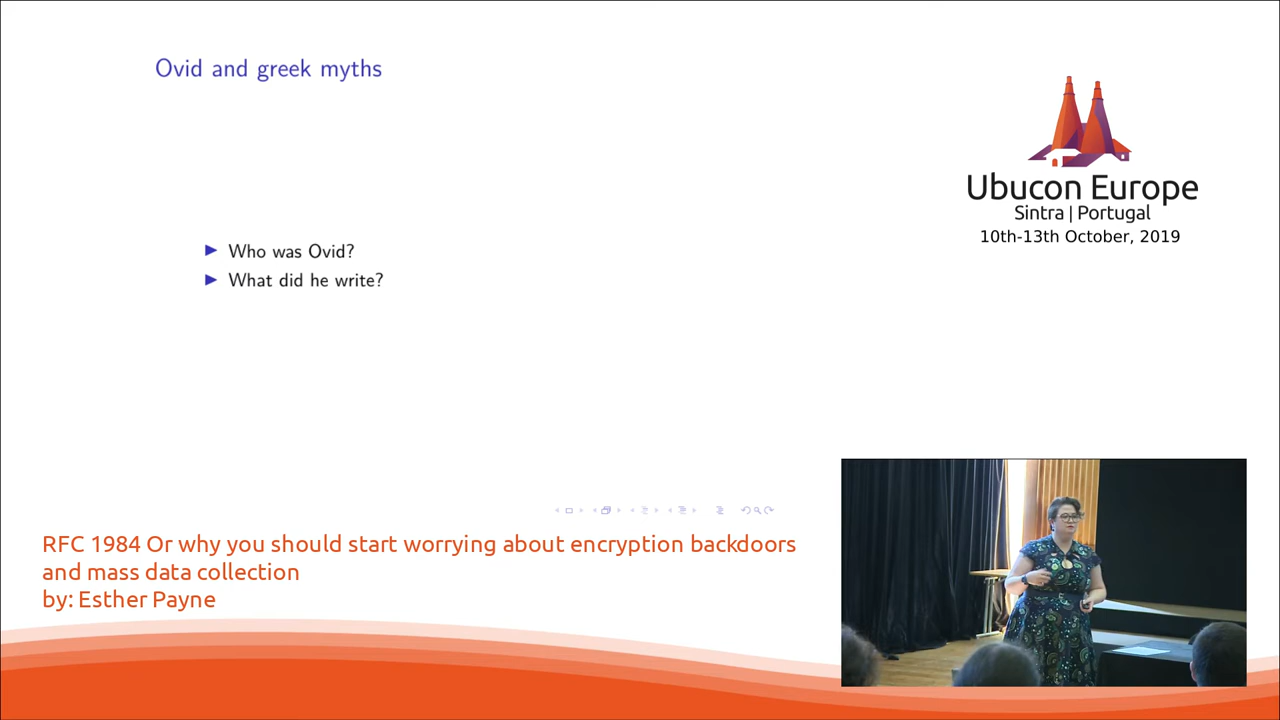 Ovid and greek myths
Who was Ovid?
What did he write?
Ubucon Europe
Sintra | Portugal
10th-13th October, 2019
RFC 1984 Or why you should start worrying about encryption backdoors
and mass data collection
by: Esther Payne